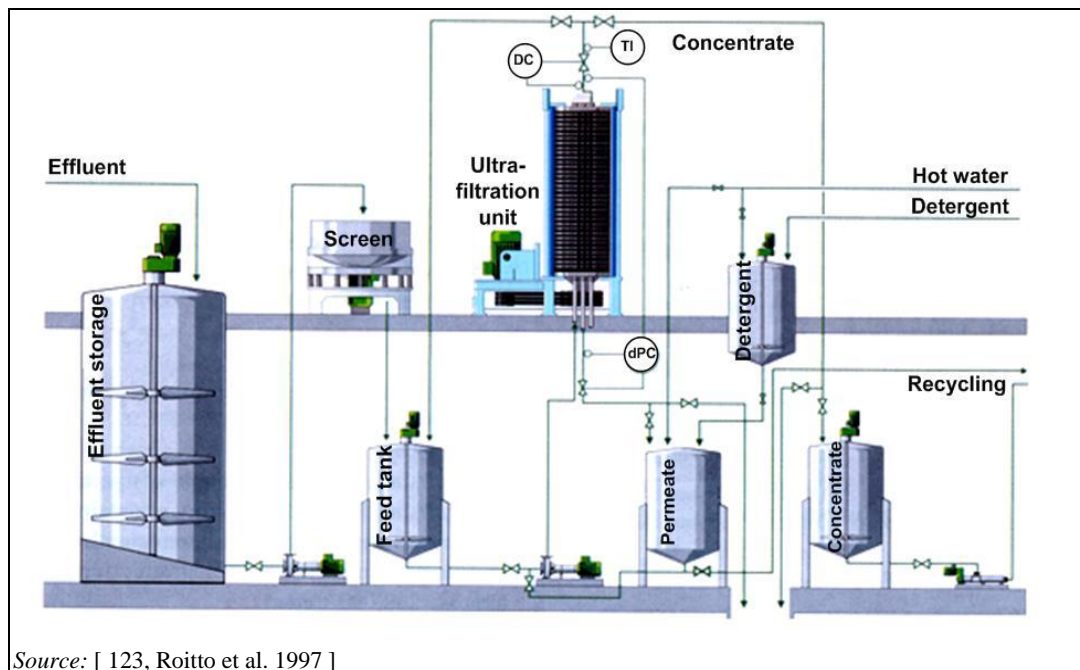 Concentrate
TI
DC
Effluent
Ultra-
filtration
unit
Hot water
Detergent
Screen
Effluent storage
Detergent
dPC
Recycling
Feed tank
Permeate
Concentrate
Source: [ 123, Roitto et al. 1997 ]